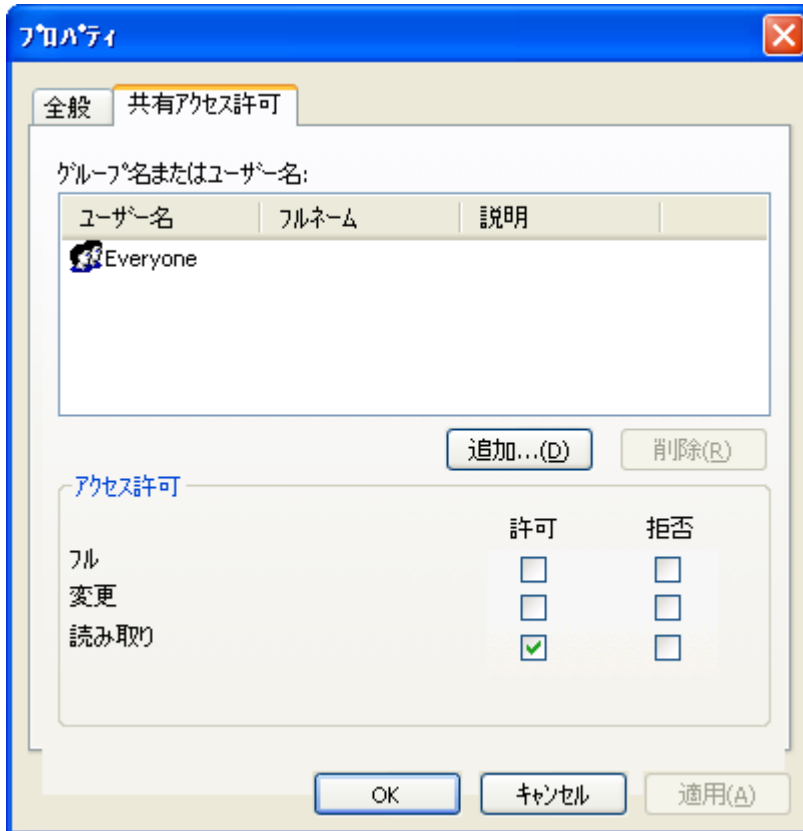 プロパティ
全般 共有アクセス許可
グループ名またはユーザー名:
ユーザー名 フルネーム 説明
Everyone
追加...(D) 削除(R)
アクセス許可
許可 拒否
フル
変更
読み取り
OK キャンセル 適用(A)